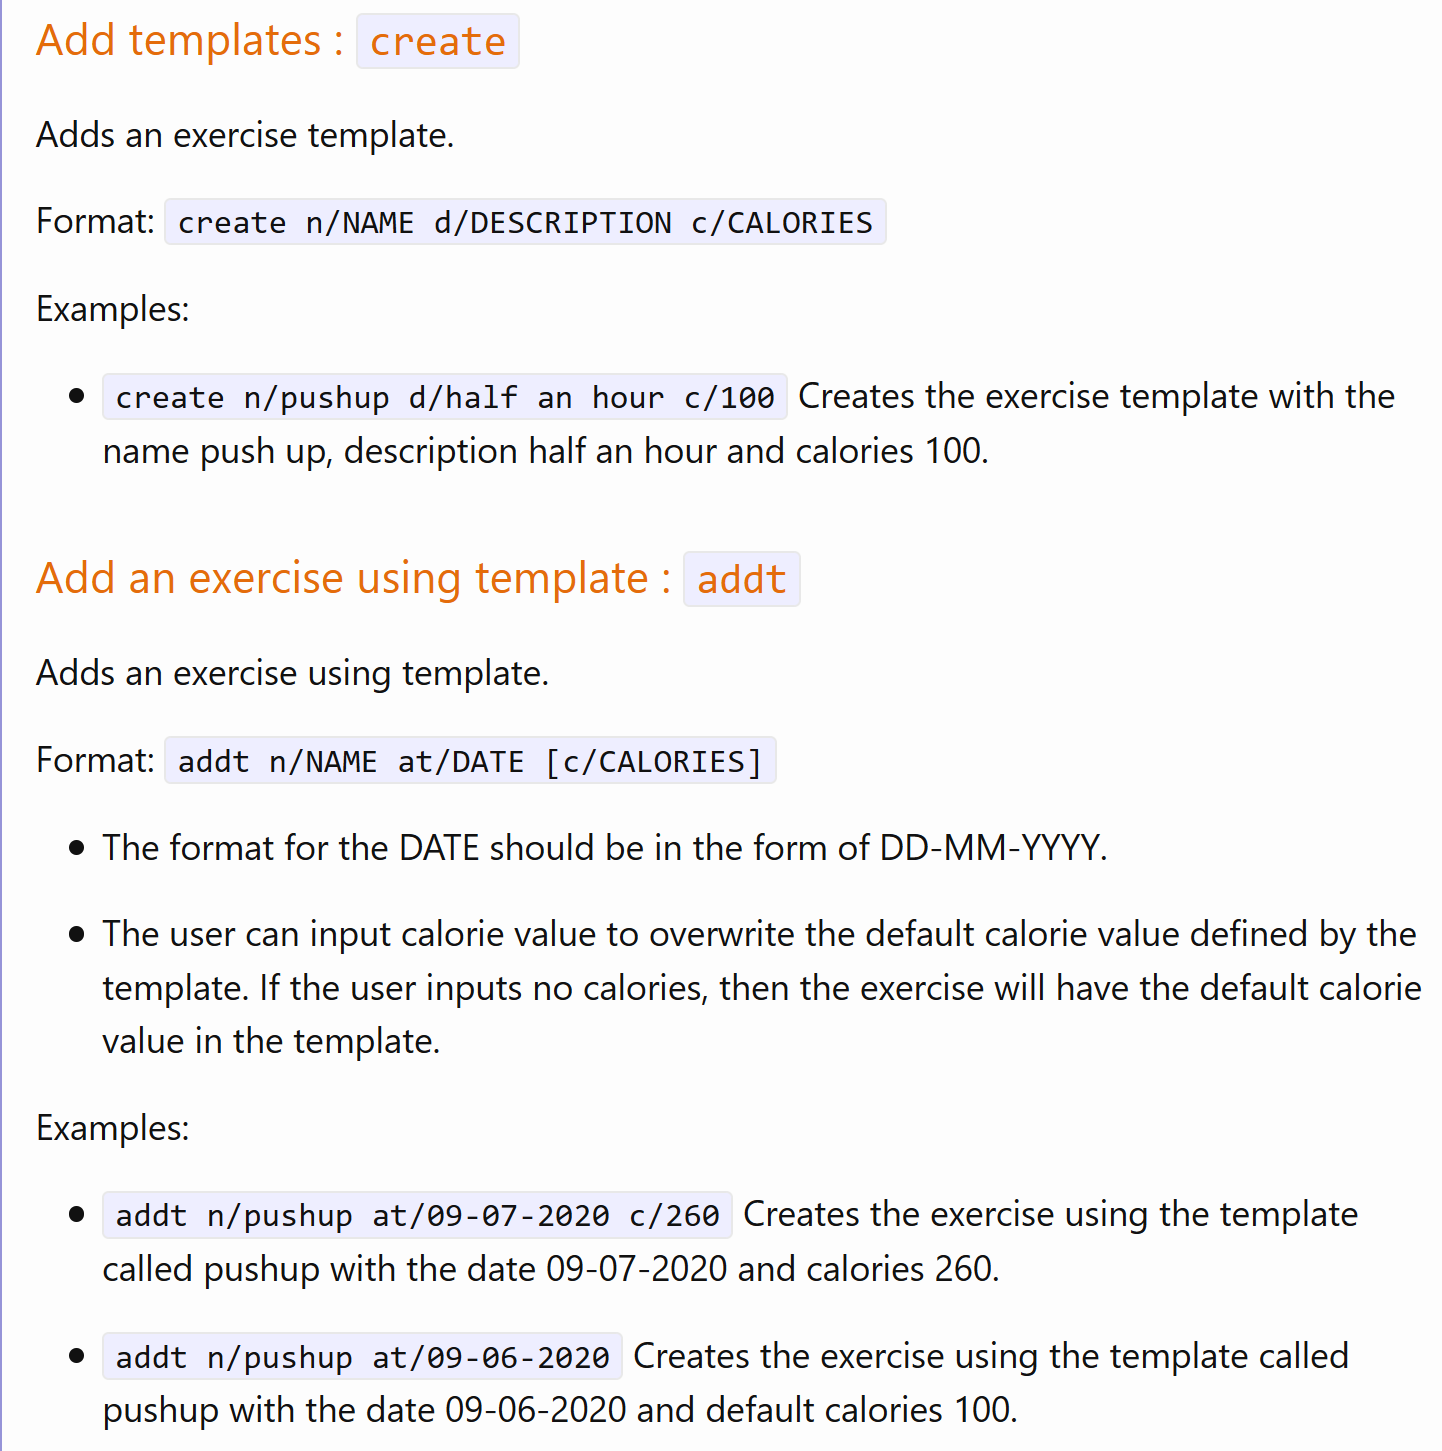 Add templates : create
Adds an exercise template.
Format: create n/NAME d/DESCRIPTION c/CALORIES
Examples:
• create n/pushup d/half an hour c/100 Creates the exercise template with the
name push up, description half an hour and calories 100.
Add an exercise using template : addt
Adds an exercise using template.
Format: addt n/NAME at/DATE [c/CALORIES]
• The format for the DATE should be in the form of DD-MM-YYYY.
• The user can input calorie value to overwrite the default calorie value defined by the
template. If the user inputs no calories, then the exercise will have the default calorie
value in the template.
Examples:
• addt n/pushup at/09-07-2020 c/260 Creates the exercise using the template
called pushup with the date 09-07-2020 and calories 260.
• addt n/pushup at/09-06-2020 Creates the exercise using the template called
pushup with the date 09-06-2020 and default calories 100.